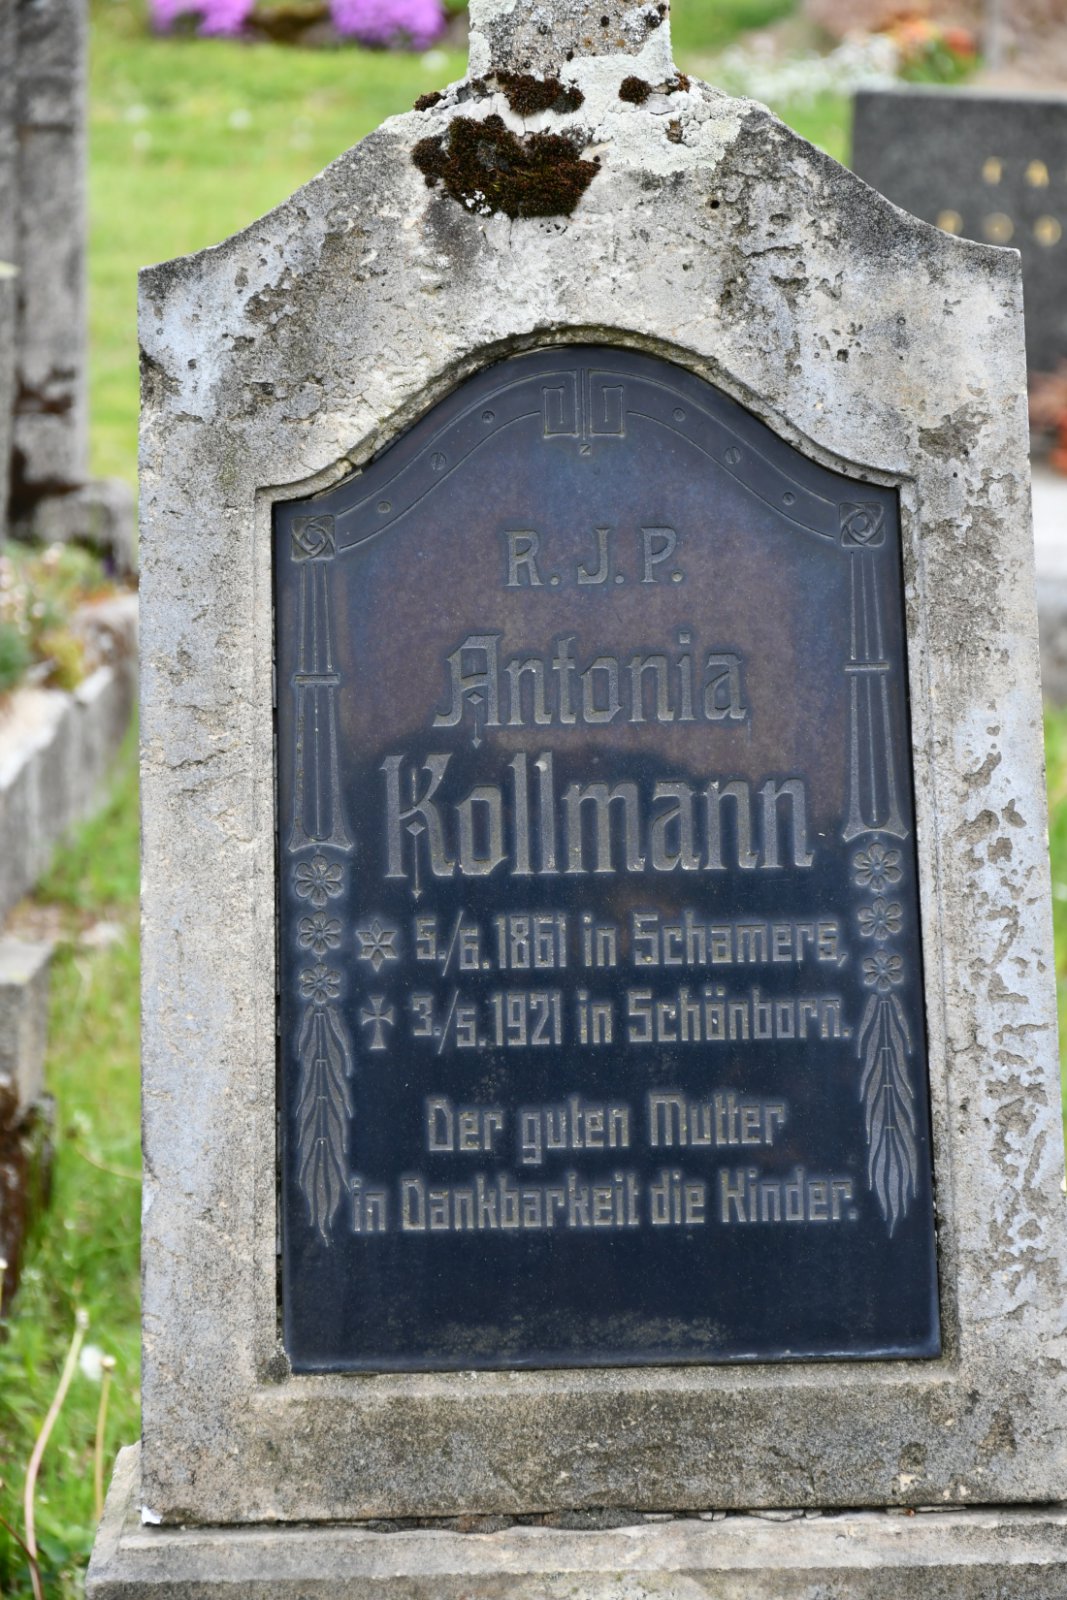 R. J. P.
Antonia
Kollmann
* 5./6. 1861 in Schamers,
✠ 3./5. 1921 in Schönborn.
Der guten Mutter
in Dankbarkeit die Kinder.